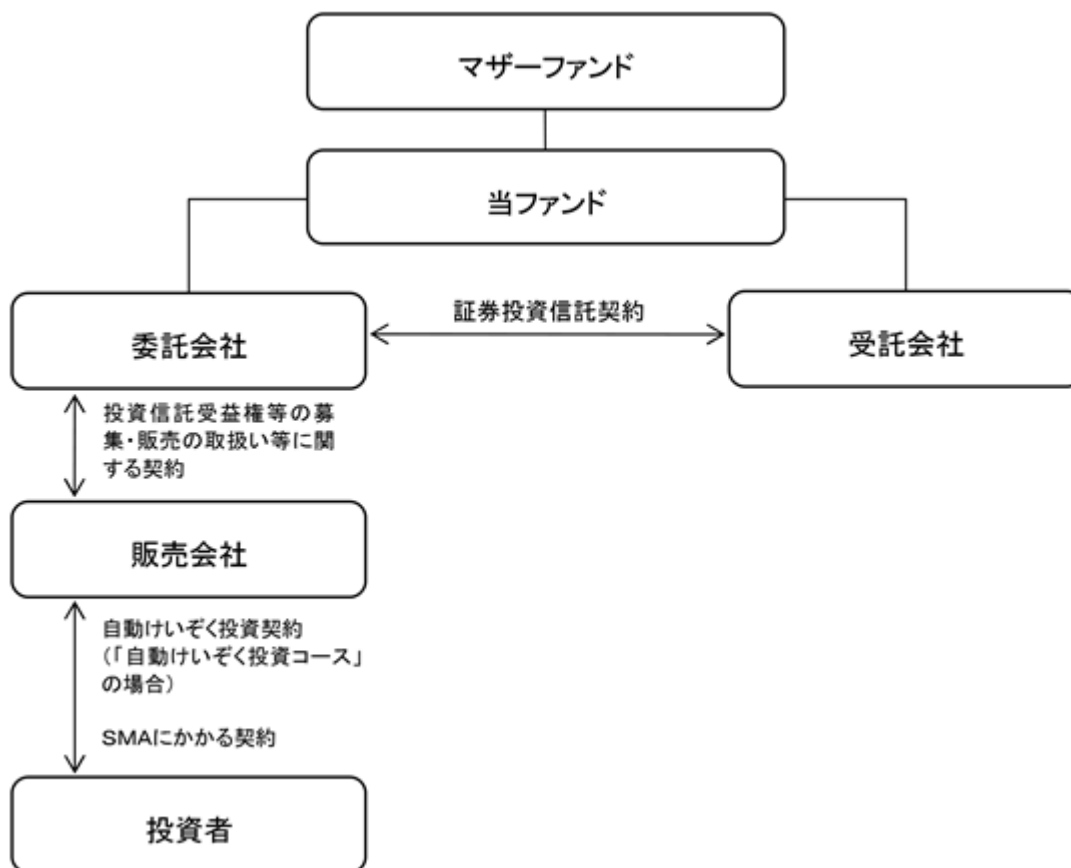 マザーファンド
当ファンド
証券投資信託契約
委託会社
受託会社
投資信託受益権等の募
集・販売の取扱い等に関
する契約
販売会社
自動けいぞく投資契約
（「自動けいぞく投資コース」
の場合）
SMAにかかる契約
投資者